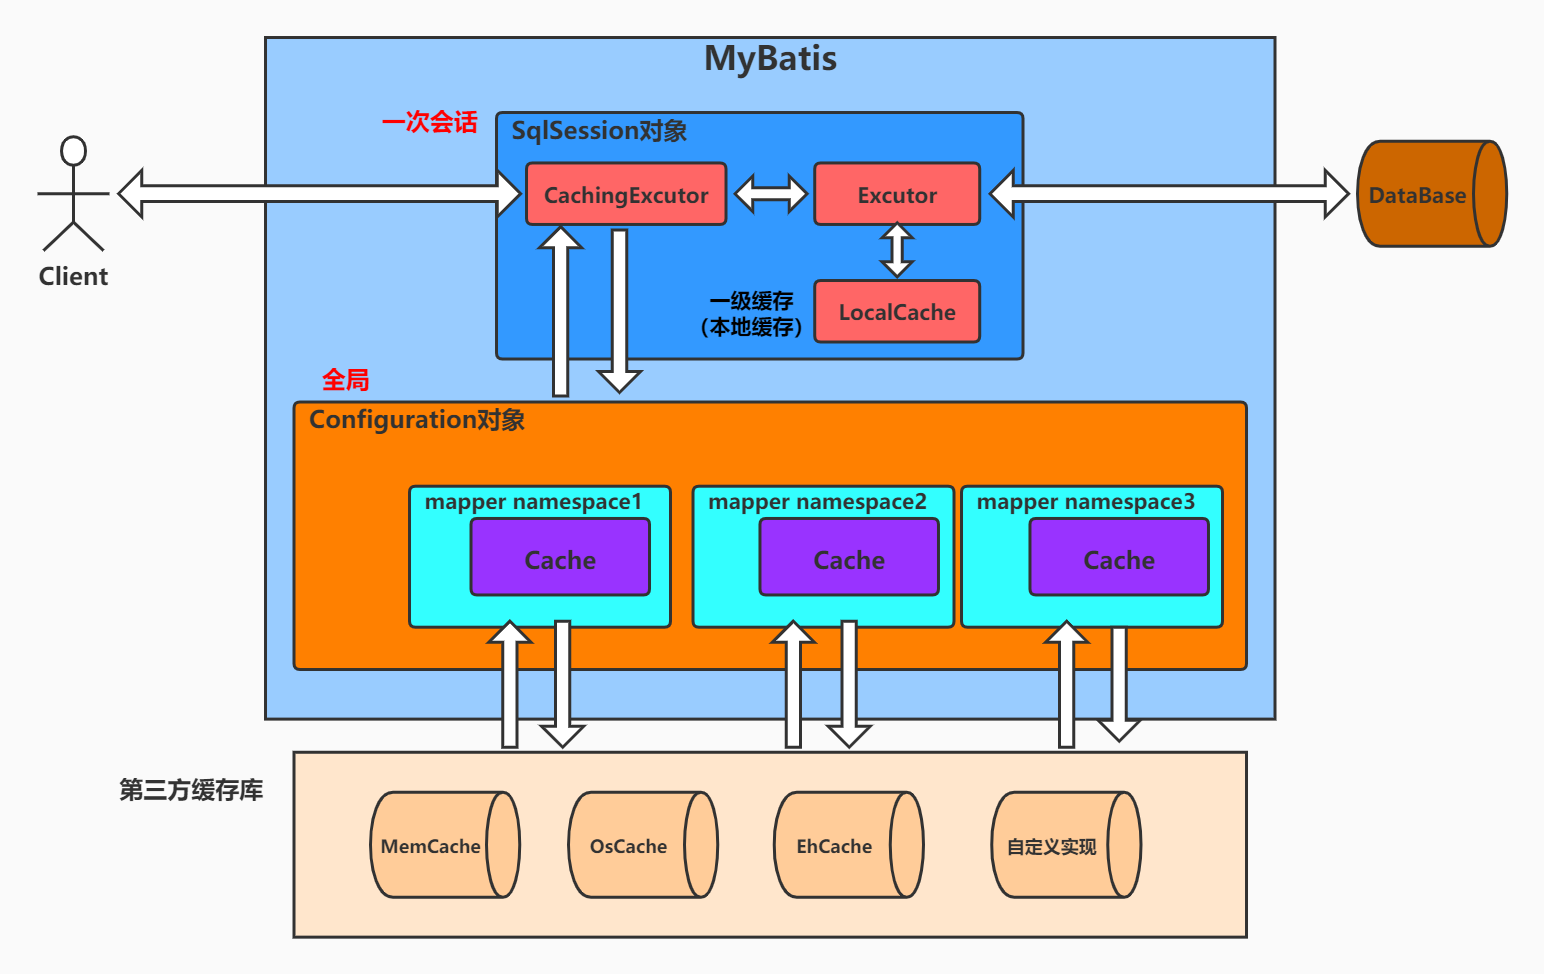 MyBatis
一次会话
SqlSession对象
CachingExcutor
Excutor
DataBase
Client
一级缓存
（本地缓存）
LocalCache
全局
Configuration对象
mapper namespace1
mapper namespace2
mapper namespace3
Cache
Cache
Cache
第三方缓存库
MemCache
OsCache
EhCache
自定义实现